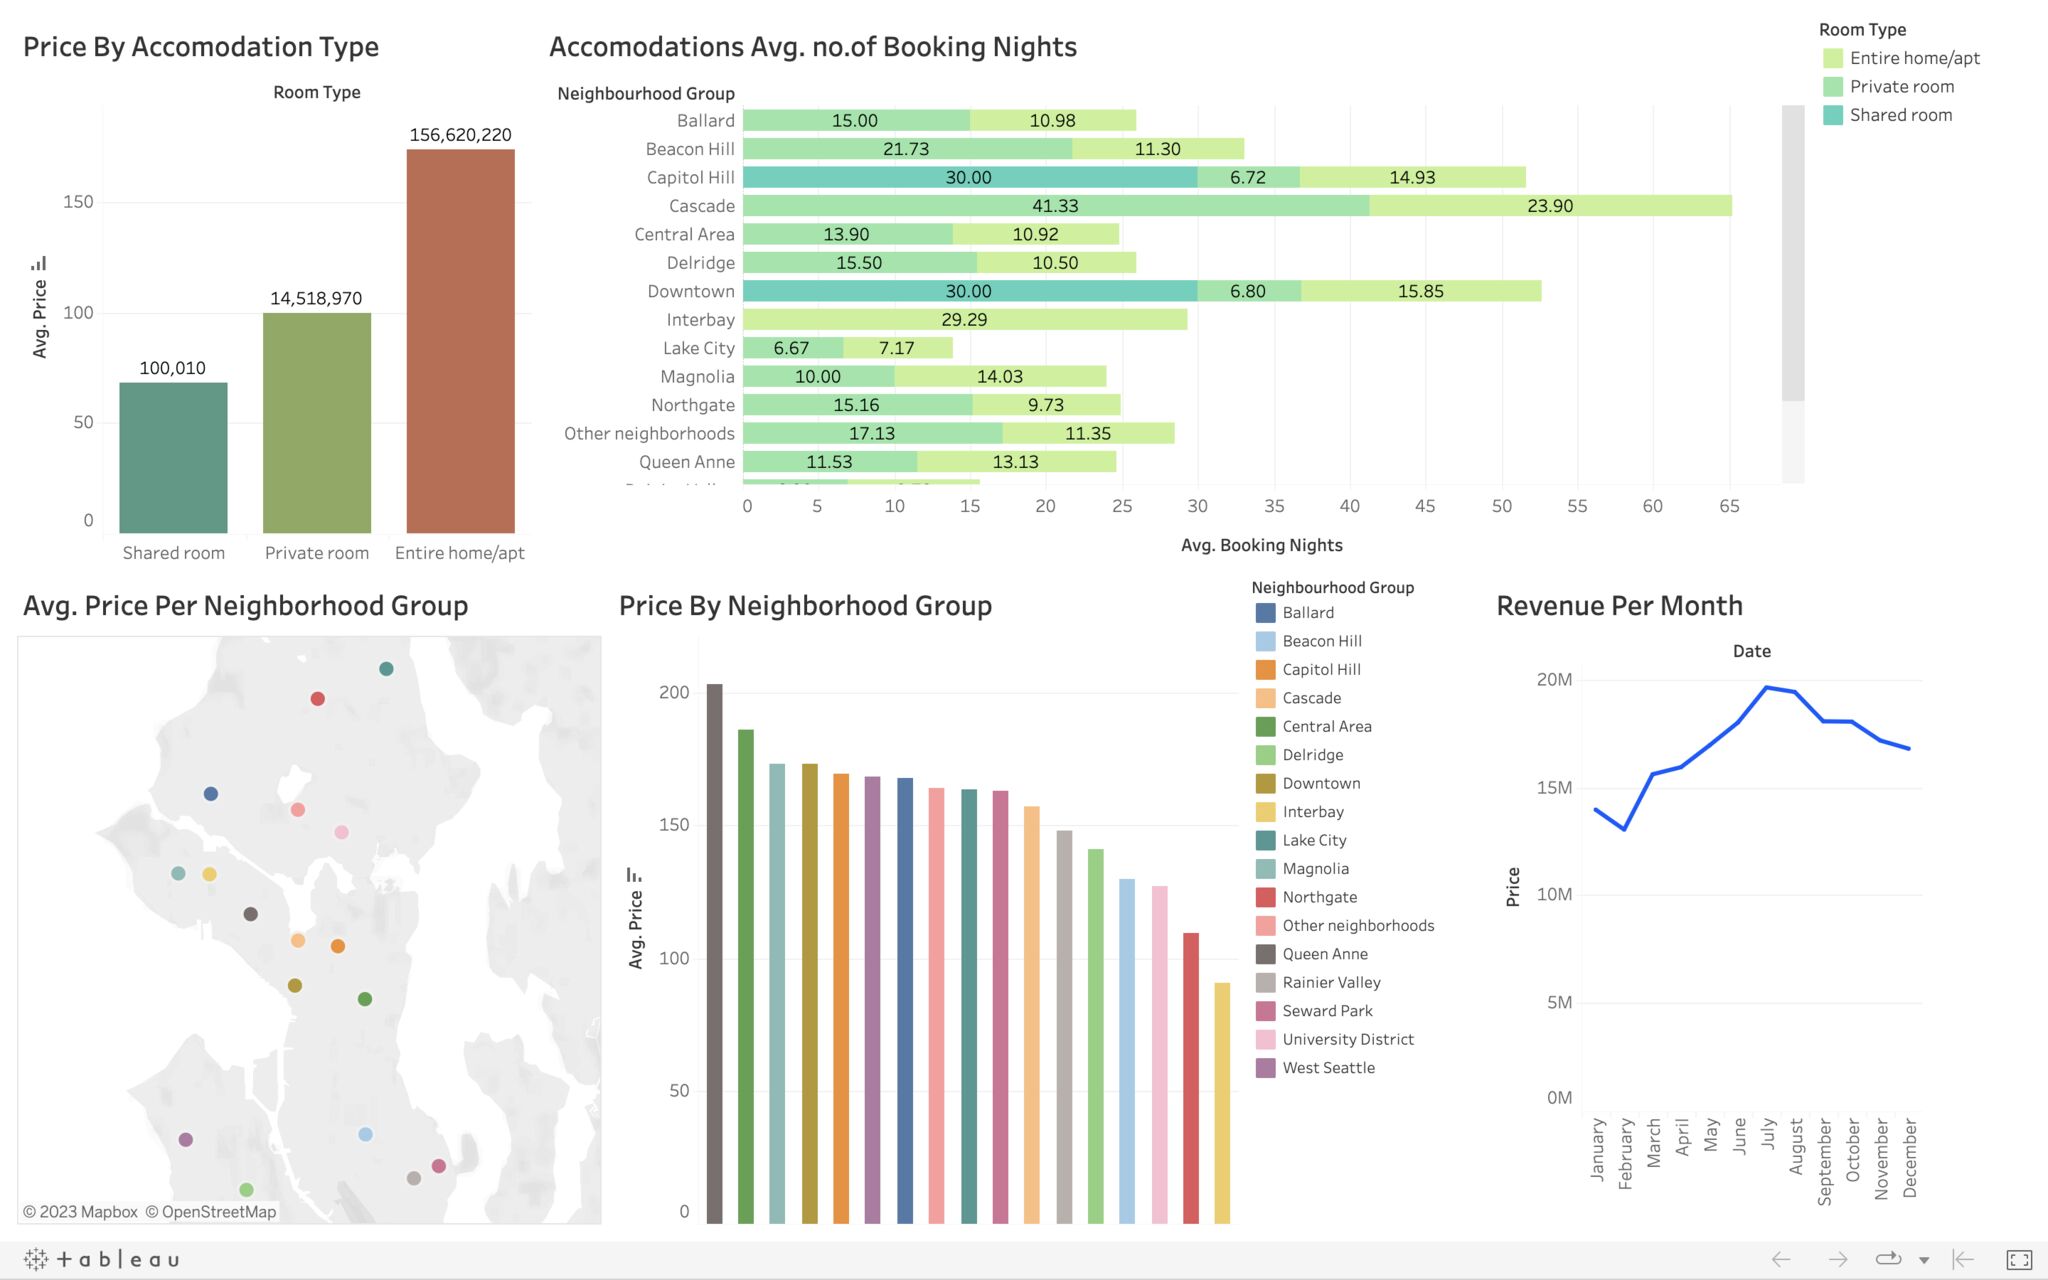 Price By Accomodation Type
Room Type
156,620,220
14,518,970
100,010
150
100
50
0
Avg. Price
Shared room
Private room
Entire home/apt
Accomodations Avg. no.of Booking Nights
Neighbourhood Group
Ballard 15.00 10.98
Beacon Hill 21.73 11.30
Capitol Hill 30.00 6.72 14.93
Cascade 41.33 23.90
Central Area 13.90 10.92
Delridge 15.50 10.50
Downtown 30.00 6.80 15.85
Interbay 29.29
Lake City 6.67 7.17
Magnolia 10.00 14.03
Northgate 15.16 9.73
Other neighborhoods 17.13 11.35
Queen Anne 11.53 13.13
0 5 10 15 20 25 30 35 40 45 50 55 60 65
Avg. Booking Nights
Room Type
Entire home/apt
Private room
Shared room
Avg. Price Per Neighborhood Group
© 2023 Mapbox © OpenStreetMap
Price By Neighborhood Group
200
150
100
50
0
Avg. Price
Neighbourhood Group
Ballard
Beacon Hill
Capitol Hill
Cascade
Central Area
Delridge
Downtown
Interbay
Lake City
Magnolia
Northgate
Other neighborhoods
Queen Anne
Rainier Valley
Seward Park
University District
West Seattle
Revenue Per Month
Date
20M
15M
10M
5M
0M
Price
January
February
March
April
May
June
July
August
September
October
November
December
+ableau